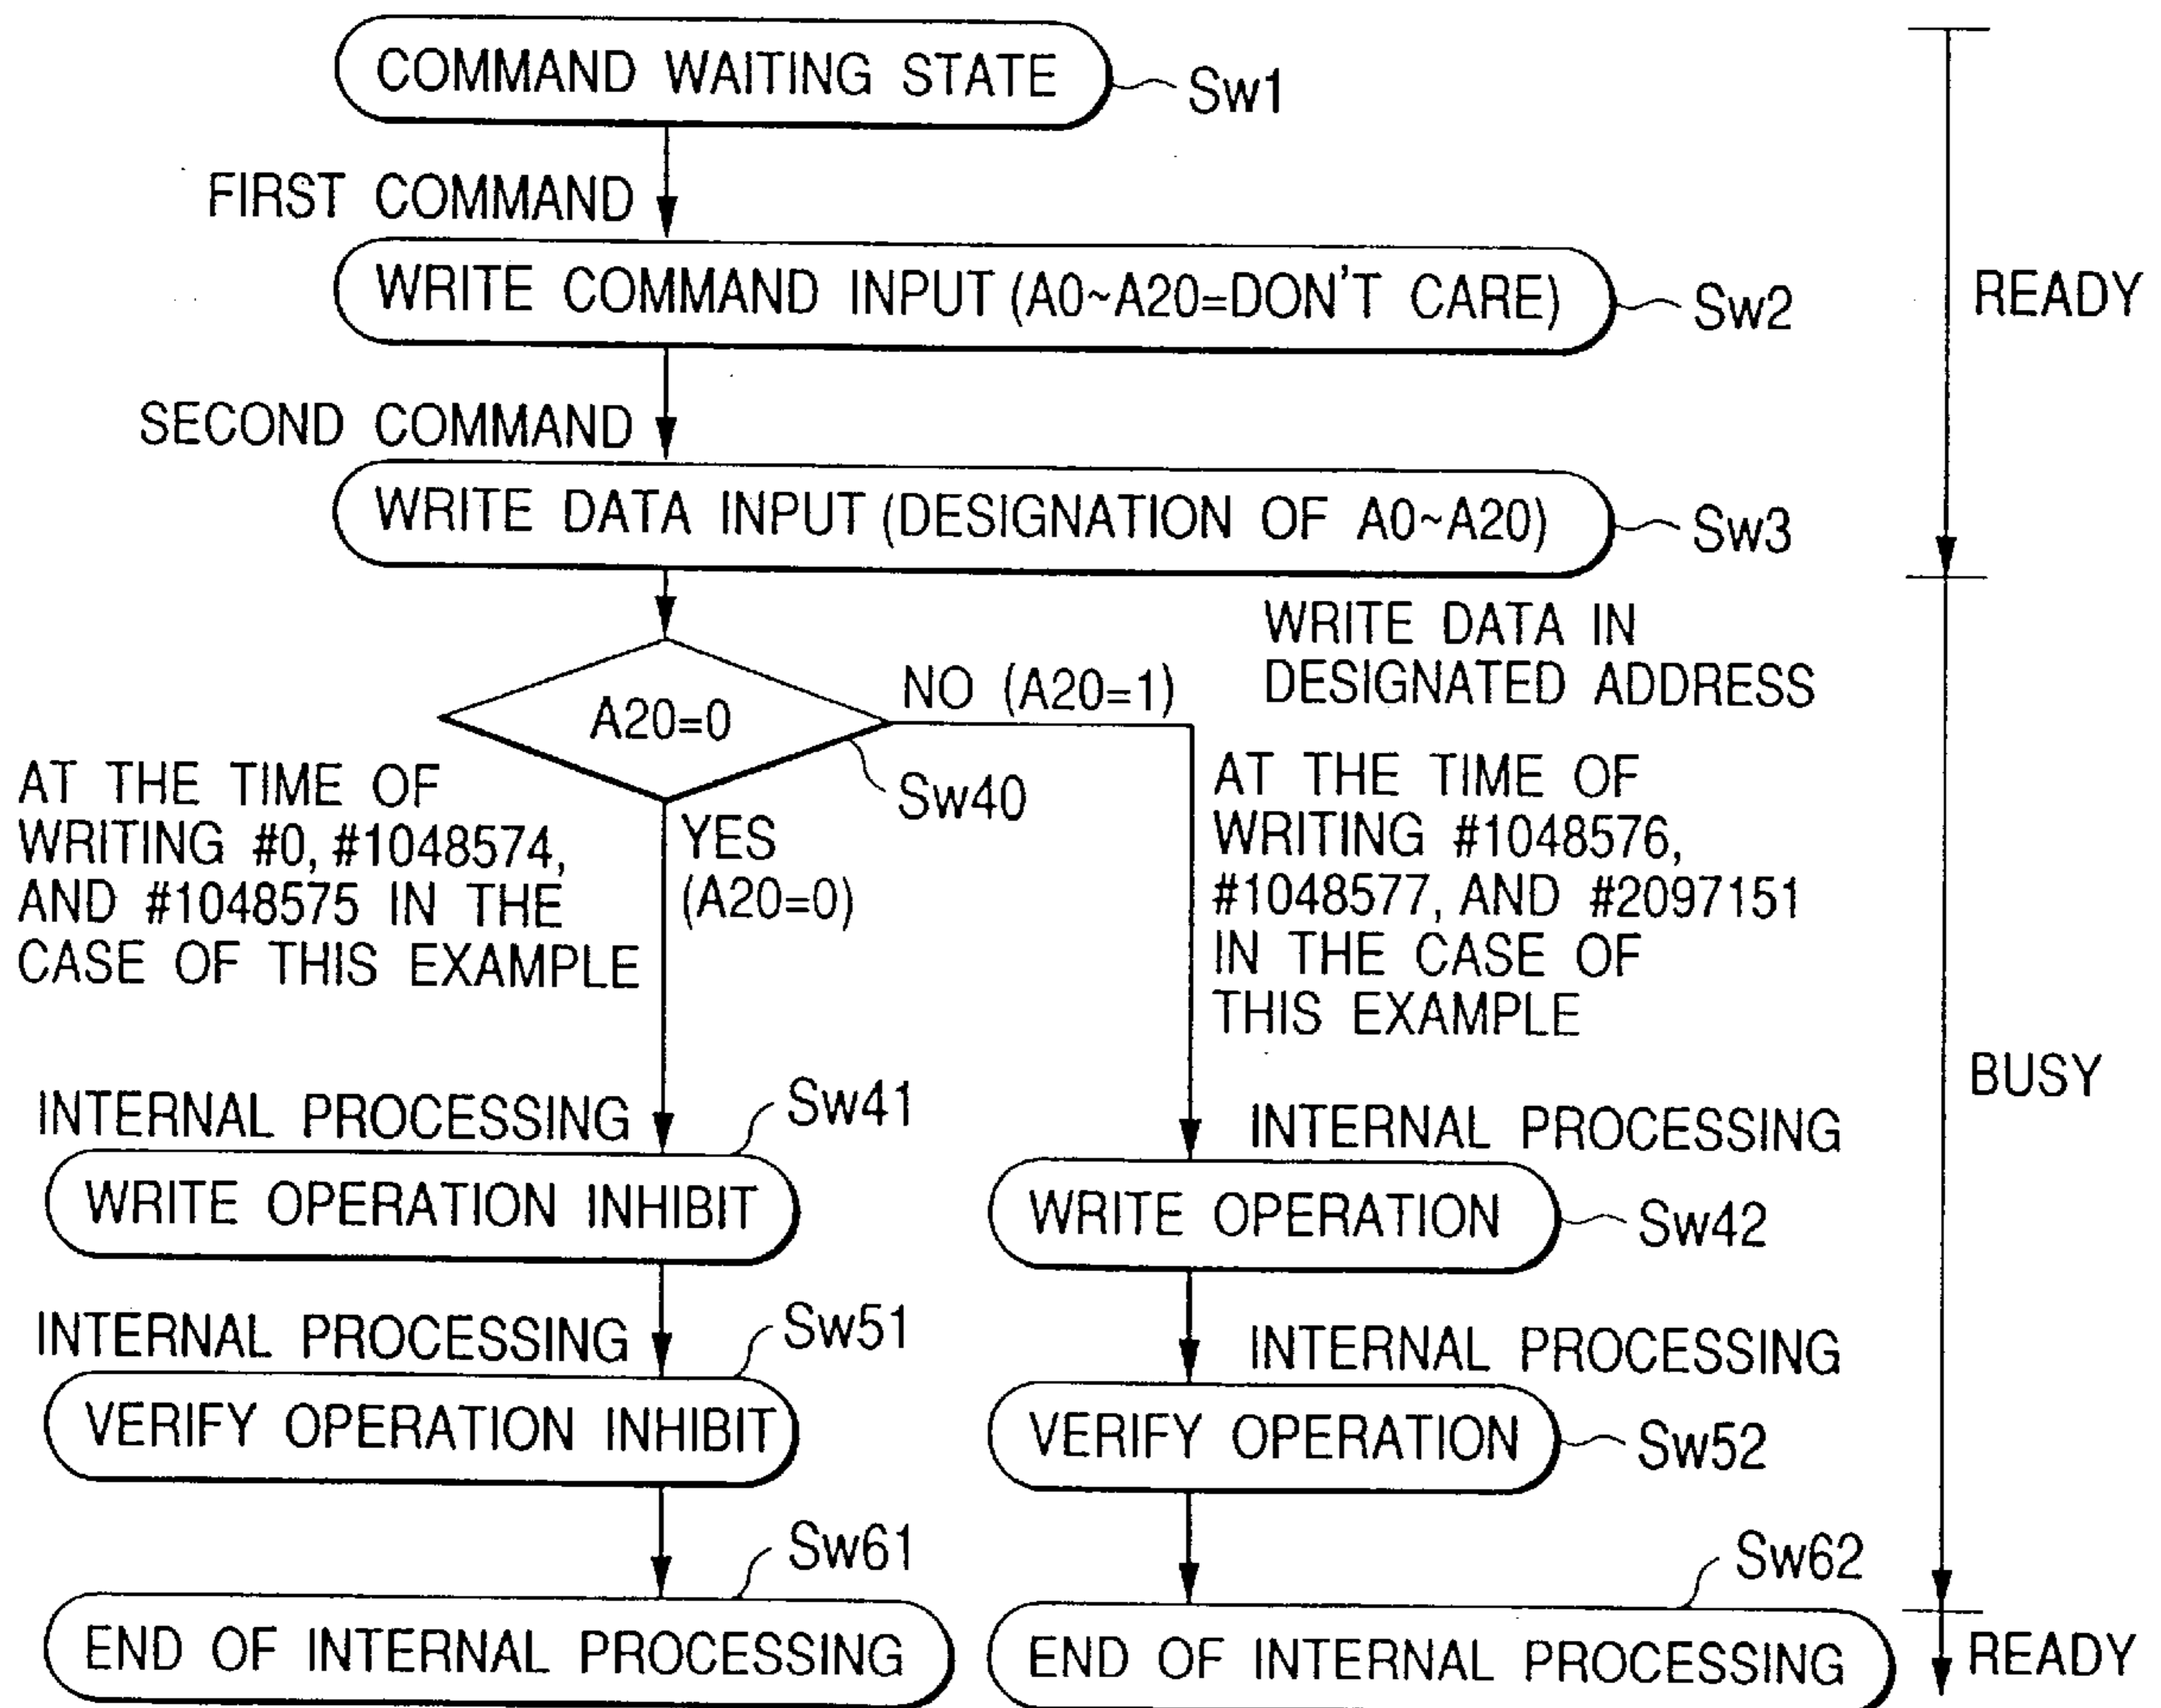 COMMAND WAITING STATE
Sw1
FIRST COMMAND
WRITE COMMAND INPUT (A0~A20=DON'T CARE)
Sw2
READY
SECOND COMMAND
WRITE DATA INPUT (DESIGNATION OF A0~A20)
Sw3
WRITE DATA IN
DESIGNATED ADDRESS
A20=0
NO (A20=1)
Sw40
AT THE TIME OF
WRITING #0, #1048574,
AND #1048575 IN THE
CASE OF THIS EXAMPLE
YES
(A20=0)
AT THE TIME OF
WRITING #1048576,
#1048577, AND #2097151
IN THE CASE OF
THIS EXAMPLE
BUSY
INTERNAL PROCESSING
Sw41
INTERNAL PROCESSING
WRITE OPERATION INHIBIT
WRITE OPERATION
Sw42
INTERNAL PROCESSING
Sw51
INTERNAL PROCESSING
VERIFY OPERATION INHIBIT
VERIFY OPERATION
Sw52
Sw61
Sw62
END OF INTERNAL PROCESSING
END OF INTERNAL PROCESSING
READY